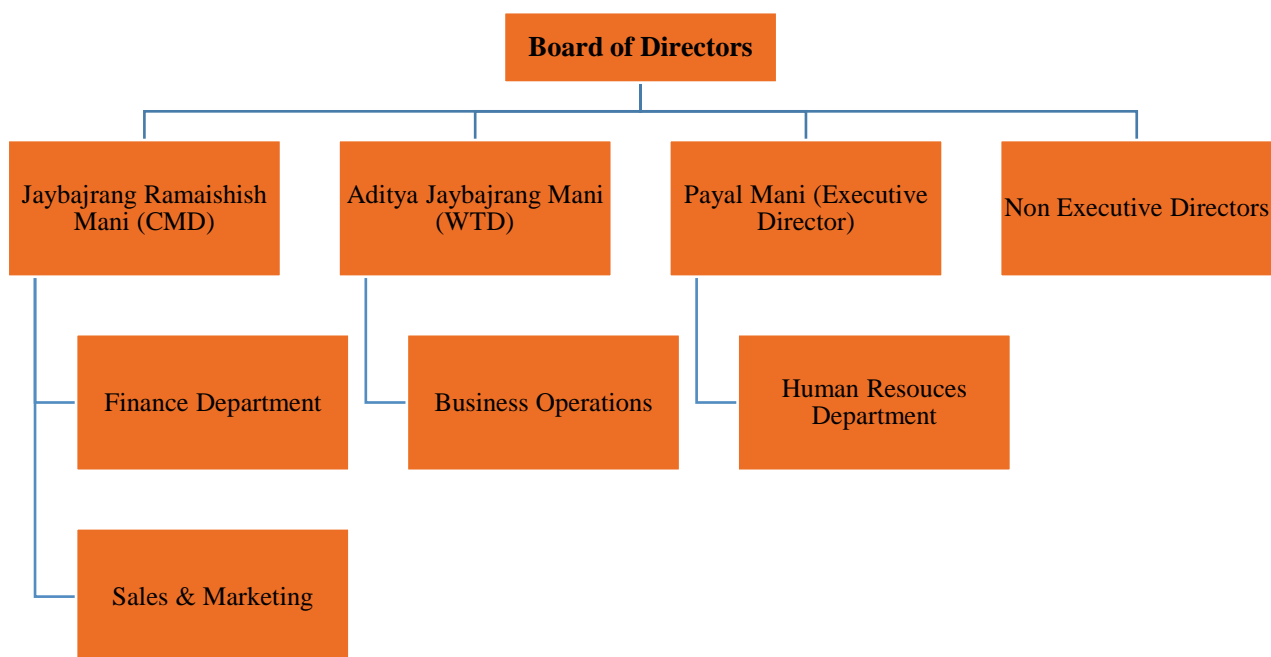 Board of Directors
Jaybajrang Ramaishish
Mani (CMD)
Aditya Jaybajrang Mani
(WTD)
Payal Mani (Executive
Director)
Non Executive Directors
Finance Department
Business Operations
Human Resouces
Department
Sales & Marketing